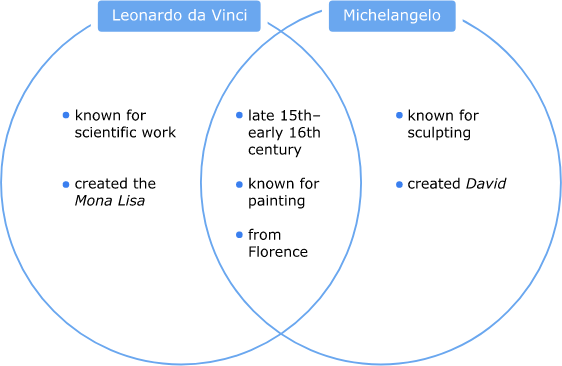 Leonardo da Vinci
Michelangelo
known for
scientific work
created the
Mona Lisa
late 15th–
early 16th
century
known for
painting
from
Florence
known for
sculpting
created David